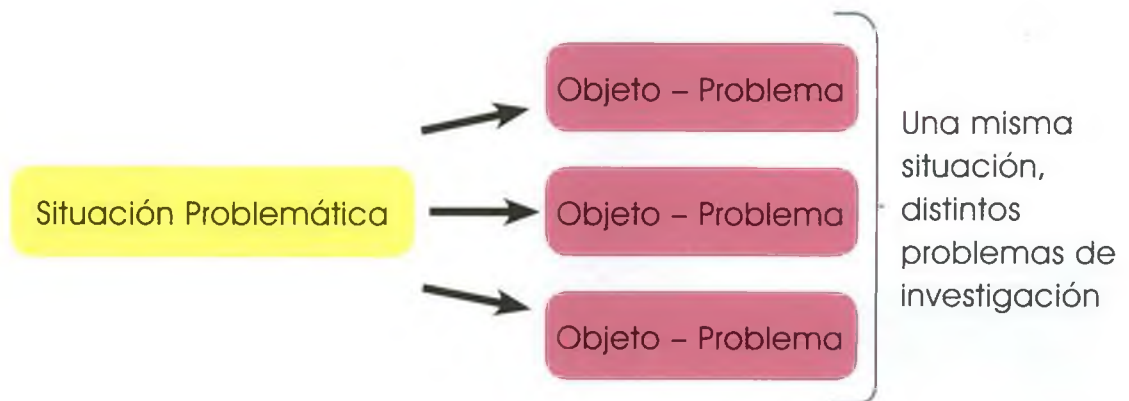 Objeto – Problema
Situación Problemática
Objeto – Problema
Objeto – Problema
Una misma
situación,
distintos
problemas de
investigación